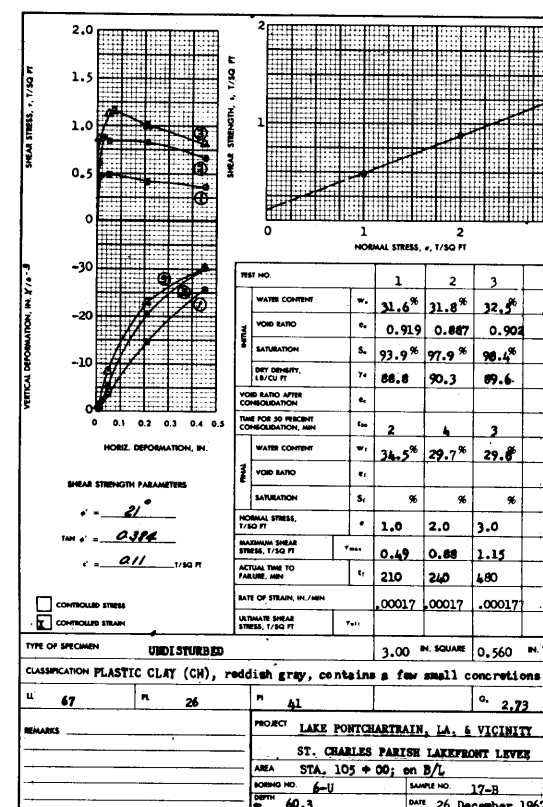 2.0
1.5
1.0
0.5
0
SHEAR STRESS, τ, T/SQ FT
3
2
1
-30
-20
-10
0
VERTICAL DEFORMATION, IN.
0 0.1 0.2 0.3 0.4 0.5
HORIZ. DEFORMATION, IN.
2
1
0 1 2
SHEAR STRENGTH, s, T/SQ FT
NORMAL STRESS, σ, T/SQ FT
SHEAR STRENGTH PARAMETERS
φ' = 21°
TAN φ' = 0.384
c' = 0.11 T/SQ FT
CONTROLLED STRESS
X CONTROLLED STRAIN
TEST NO. 1 2 3
INITIAL
WATER CONTENT w₀ 31.6% 31.8% 32.5%
VOID RATIO e₀ 0.919 0.887 0.902
SATURATION S₀ 93.9% 97.9% 98.4%
DRY DENSITY, LB/CU FT γd 88.8 90.3 89.6
VOID RATIO AFTER CONSOLIDATION ec
TIME FOR 50 PERCENT CONSOLIDATION, MIN t50 2 4 3
FINAL
WATER CONTENT wf 34.5% 29.7% 29.8%
VOID RATIO ef
SATURATION Sf % % %
NORMAL STRESS, T/SQ FT σ 1.0 2.0 3.0
MAXIMUM SHEAR STRESS, T/SQ FT τmax 0.49 0.88 1.15
ACTUAL TIME TO FAILURE, MIN tf 210 240 480
RATE OF STRAIN, IN./MIN .00017 .00017 .00017
ULTIMATE SHEAR STRESS, T/SQ FT τult
TYPE OF SPECIMEN UNDISTURBED 3.00 IN. SQUARE 0.560 IN.
CLASSIFICATION PLASTIC CLAY (CH), reddish gray, contains a few small concretions
LL 67 PL 26 PI 41 G. 2.73
REMARKS
PROJECT LAKE PONTCHARTRAIN, LA. & VICINITY
ST. CHARLES PARISH LAKEFRONT LEVEE
AREA STA. 105 + 00; on B/L
BORING NO. 6-U SAMPLE NO. 17-B
DEPTH 60.3 DATE 26 December